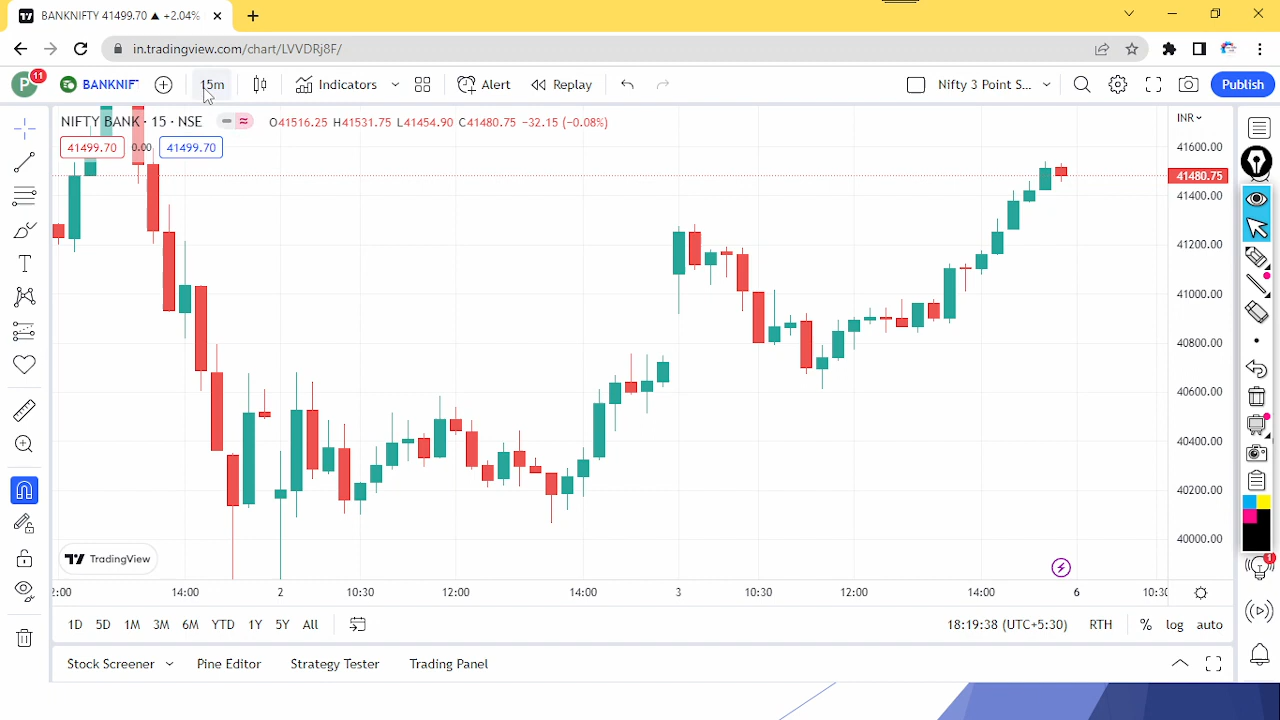 BANKNIFTY 41499.70 ▲ +2.04%
in.tradingview.com/chart/LVVDRj8F/
P 11 BANKNIF 15m Indicators Alert Replay Nifty 3 Point S... Publish
NIFTY BANK · 15 · NSE O41516.25 H41531.75 L41454.90 C41480.75 −32.15 (−0.08%) INR
41499.70 0.00 41499.70
41600.00
41480.75
41400.00
41200.00
41000.00
40800.00
40600.00
40400.00
40200.00
40000.00
TradingView
1
2:00 14:00 2 10:30 12:00 14:00 3 10:30 12:00 14:00 6 10:30
1D 5D 1M 3M 6M YTD 1Y 5Y All 18:19:38 (UTC+5:30) RTH % log auto
Stock Screener Pine Editor Strategy Tester Trading Panel